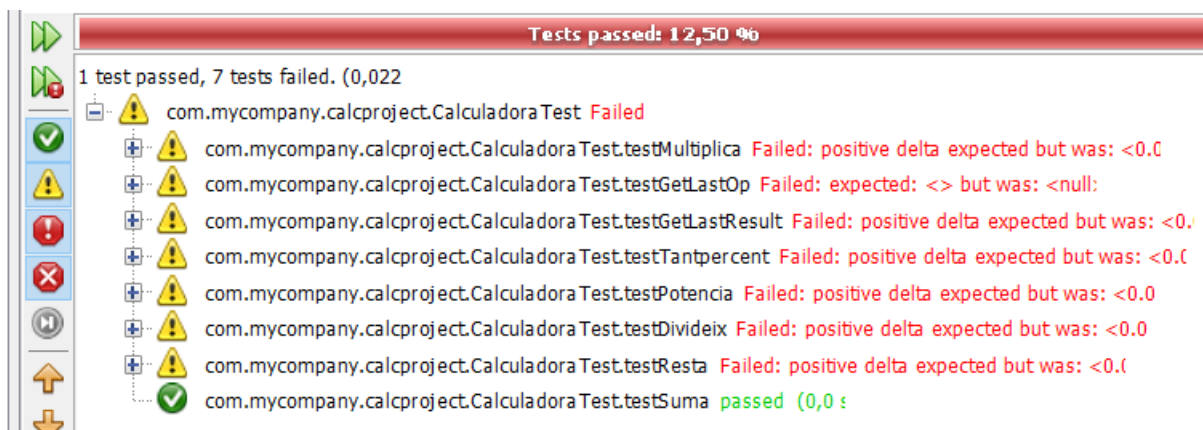 Tests passed: 12,50 %
1 test passed, 7 tests failed. (0,022
com.mycompany.calcproject.CalculadoraTest Failed
com.mycompany.calcproject.CalculadoraTest.testMultiplica Failed: positive delta expected but was: <0.0
com.mycompany.calcproject.CalculadoraTest.testGetLastOp Failed: expected: <> but was: <null>
com.mycompany.calcproject.CalculadoraTest.testGetLastResult Failed: positive delta expected but was: <0.
com.mycompany.calcproject.CalculadoraTest.testTantpercent Failed: positive delta expected but was: <0.0
com.mycompany.calcproject.CalculadoraTest.testPotencia Failed: positive delta expected but was: <0.0
com.mycompany.calcproject.CalculadoraTest.testDivideix Failed: positive delta expected but was: <0.0
com.mycompany.calcproject.CalculadoraTest.testResta Failed: positive delta expected but was: <0.0
com.mycompany.calcproject.CalculadoraTest.testSuma passed (0,0 s